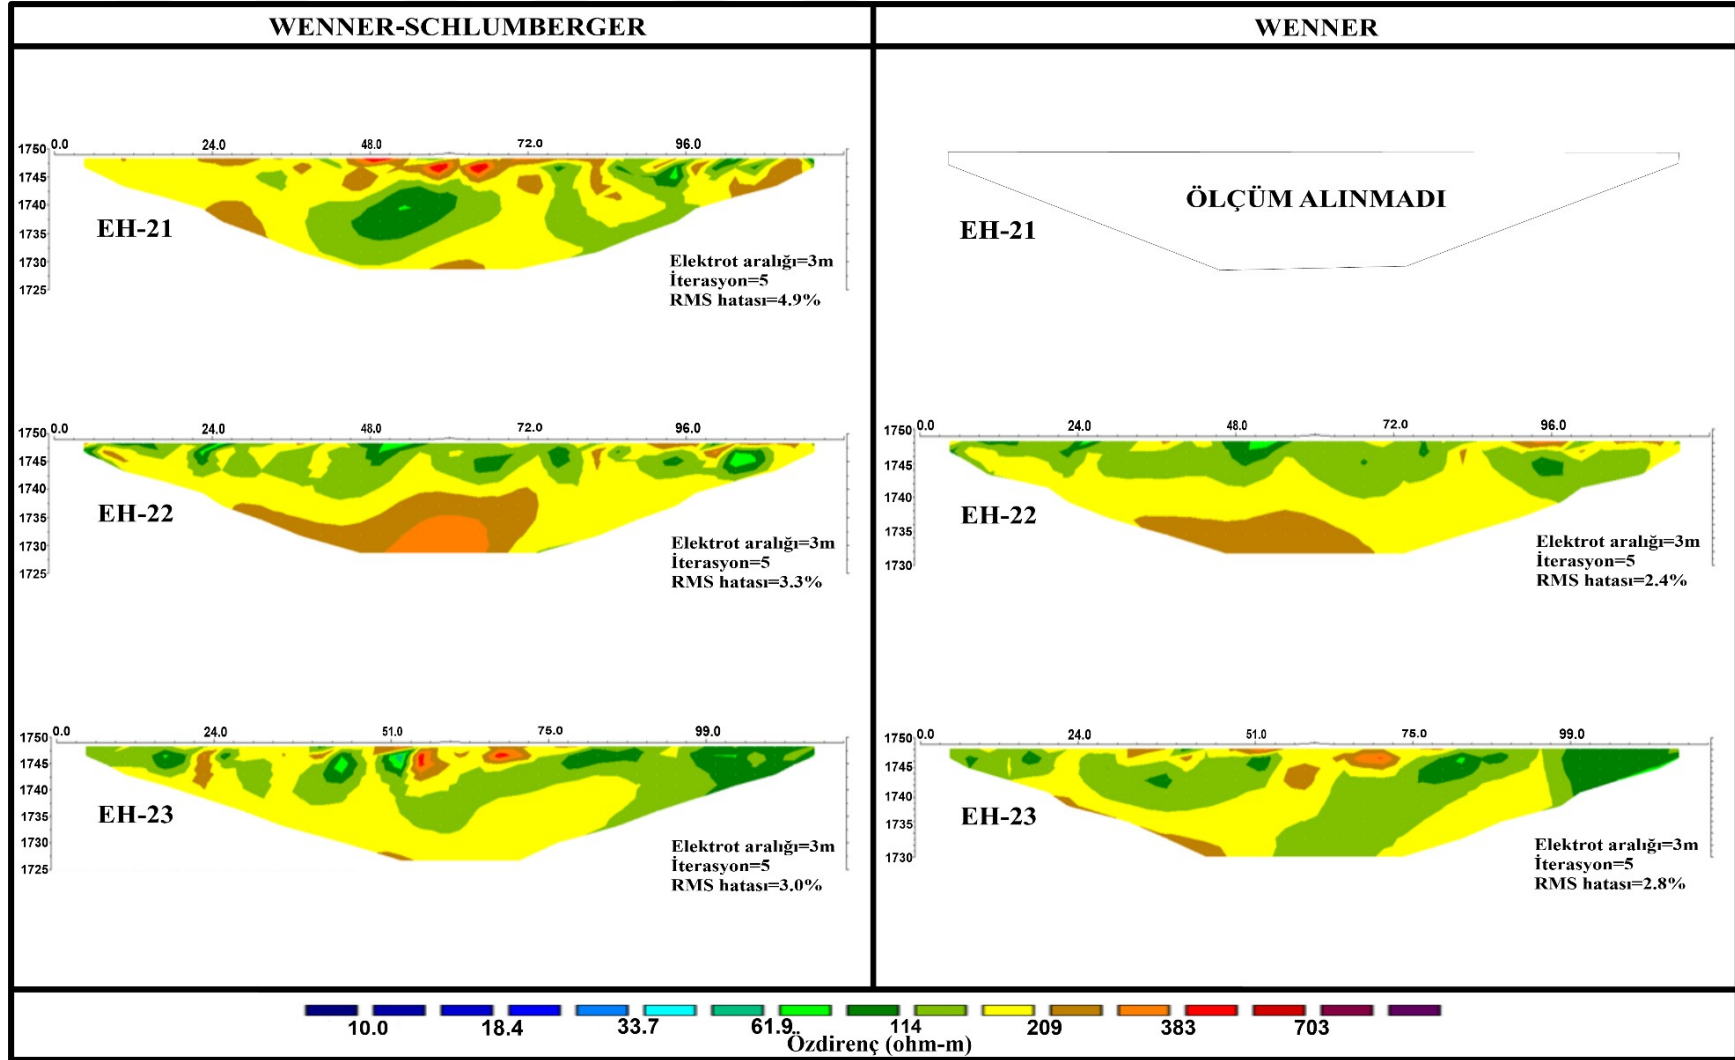 WENNER-SCHLUMBERGER
WENNER
0.0 24.0 48.0 72.0 96.0
1750
1745
1740
1735
1730
1725
EH-21
Elektrot aralığı=3m
İterasyon=5
RMS hatası=4.9%
ÖLÇÜM ALINMADI
EH-21
0.0 24.0 48.0 72.0 96.0
1750
1745
1740
1735
1730
1725
EH-22
Elektrot aralığı=3m
İterasyon=5
RMS hatası=3.3%
0.0 24.0 48.0 72.0 96.0
1750
1745
1740
1735
1730
EH-22
Elektrot aralığı=3m
İterasyon=5
RMS hatası=2.4%
0.0 24.0 51.0 75.0 99.0
1750
1745
1740
1735
1730
1725
EH-23
Elektrot aralığı=3m
İterasyon=5
RMS hatası=3.0%
0.0 24.0 51.0 75.0 99.0
1750
1745
1740
1735
1730
EH-23
Elektrot aralığı=3m
İterasyon=5
RMS hatası=2.8%
10.0 18.4 33.7 61.9 114 209 383 703
Özdirenç (ohm-m)